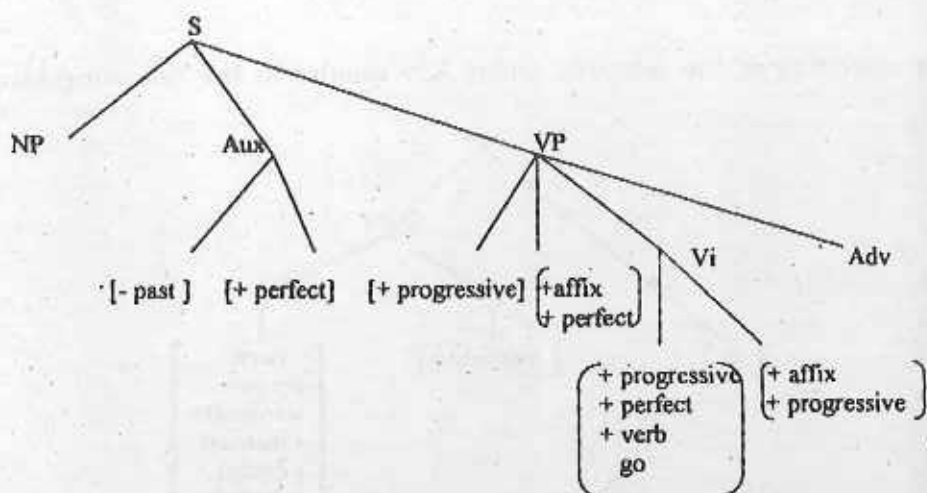 S
NP Aux VP
Vi Adv
[- past ] [+ perfect] [+ progressive] [+affix
+ perfect]
[+ progressive
+ perfect
+ verb
go]
[+ affix
+ progressive]